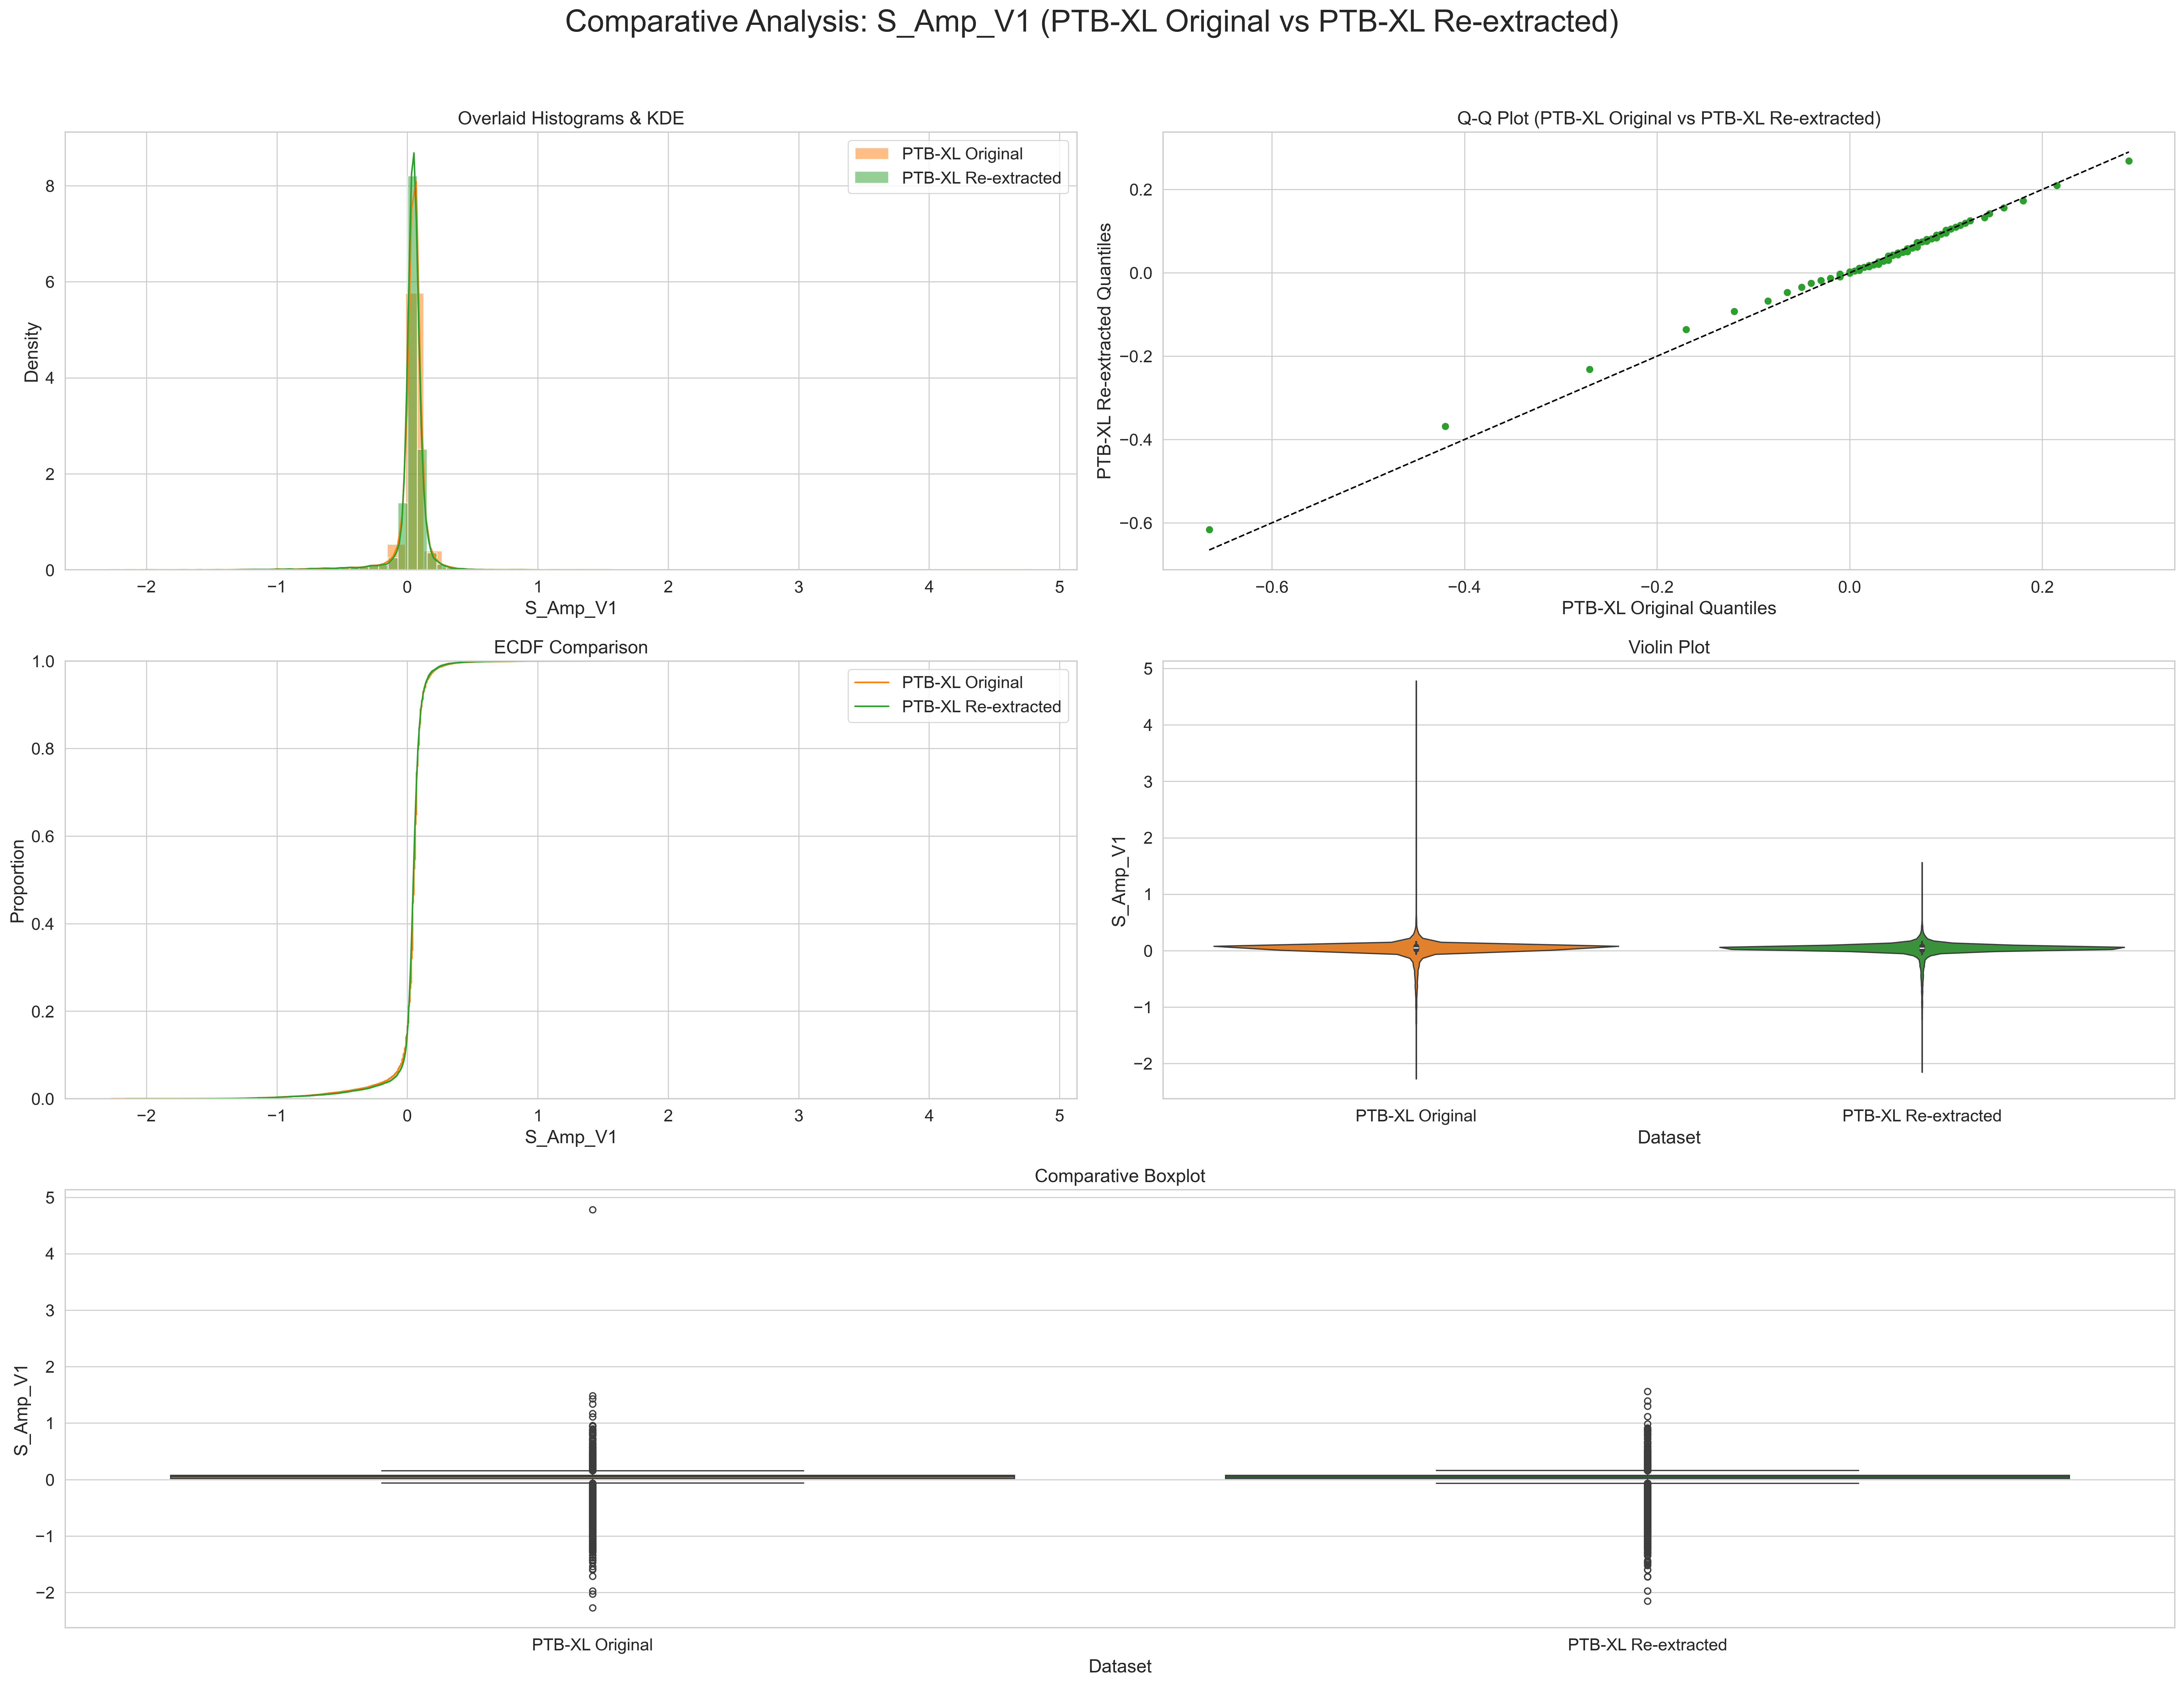 Comparative Analysis: S_Amp_V1 (PTB-XL Original vs PTB-XL Re-extracted)
Overlaid Histograms & KDE
PTB-XL Original
PTB-XL Re-extracted
Density
8
6
4
2
0
−2 −1 0 1 2 3 4 5
S_Amp_V1
Q-Q Plot (PTB-XL Original vs PTB-XL Re-extracted)
PTB-XL Re-extracted Quantiles
0.2
0.0
−0.2
−0.4
−0.6
−0.6 −0.4 −0.2 0.0 0.2
PTB-XL Original Quantiles
ECDF Comparison
PTB-XL Original
PTB-XL Re-extracted
Proportion
1.0
0.8
0.6
0.4
0.2
0.0
−2 −1 0 1 2 3 4 5
S_Amp_V1
Violin Plot
S_Amp_V1
5
4
3
2
1
0
−1
−2
PTB-XL Original PTB-XL Re-extracted
Dataset
Comparative Boxplot
S_Amp_V1
5
4
3
2
1
0
−1
−2
PTB-XL Original PTB-XL Re-extracted
Dataset